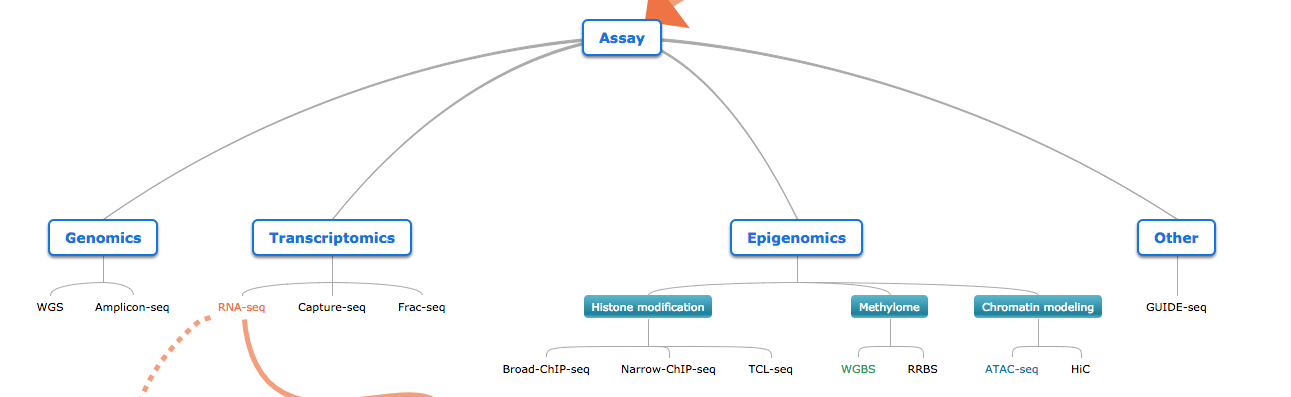 Assay
Genomics Transcriptomics Epigenomics Other
WGS Amplicon-seq RNA-seq Capture-seq Frac-seq Histone modification Methylome Chromatin modeling GUIDE-seq
Broad-ChIP-seq Narrow-ChIP-seq TCL-seq WGBS RRBS ATAC-seq HiC